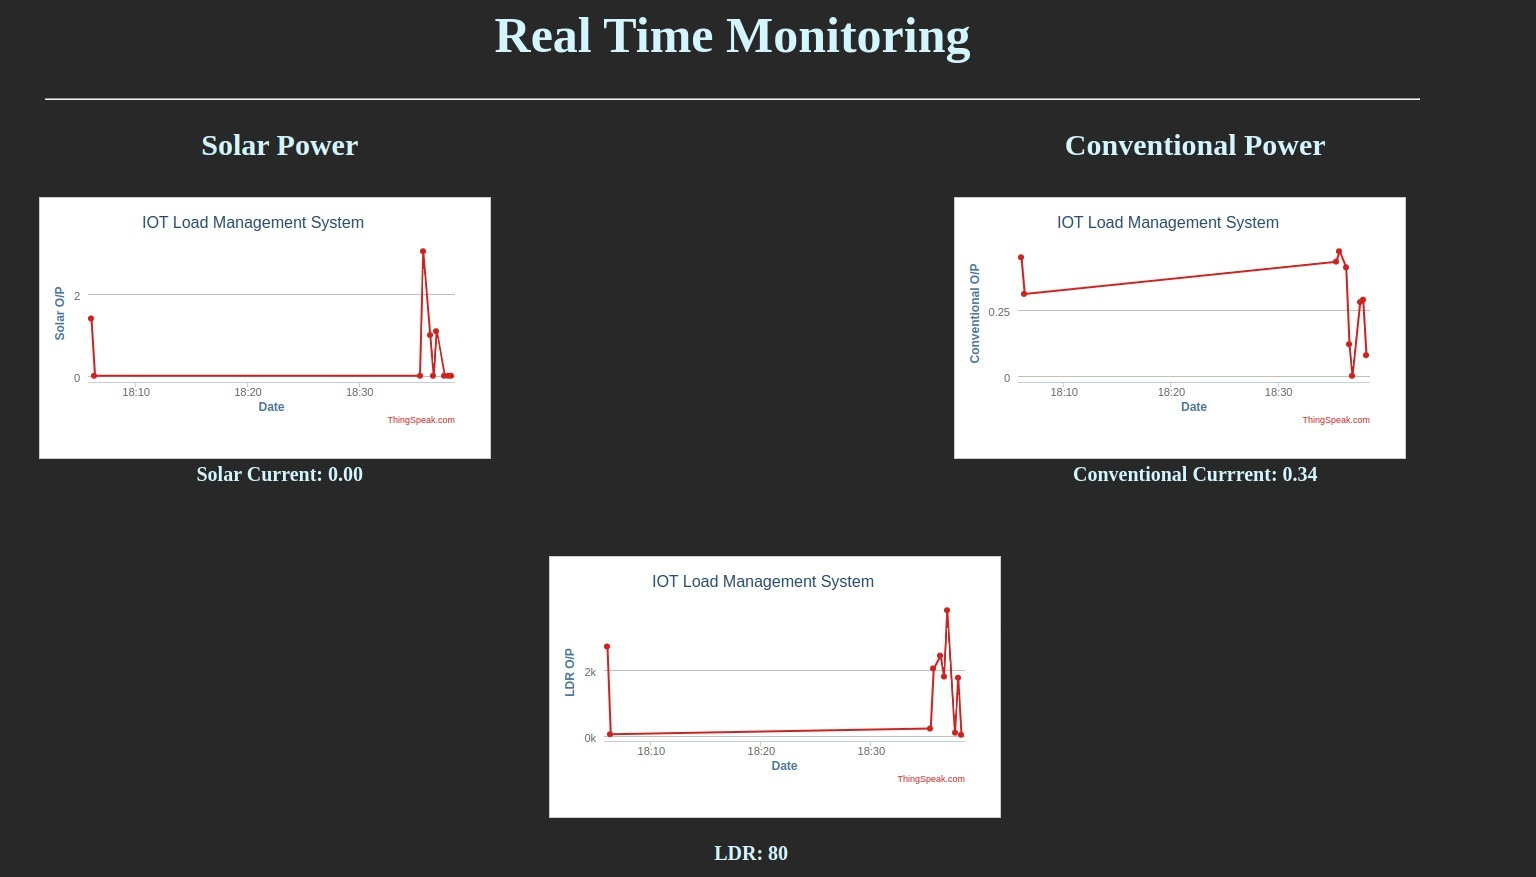 Real Time Monitoring
Solar Power
Conventional Power
IOT Load Management System
Solar O/P
2
0
18:10
18:20
18:30
Date
ThingSpeak.com
Solar Current: 0.00
IOT Load Management System
Conventional O/P
0.25
0
18:10
18:20
18:30
Date
ThingSpeak.com
Conventional Currrent: 0.34
IOT Load Management System
LDR O/P
2k
0k
18:10
18:20
18:30
Date
ThingSpeak.com
LDR: 80